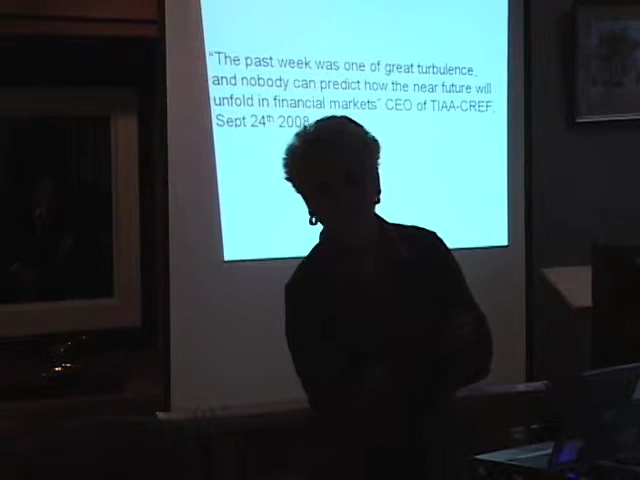 "The past week was one of great turbulence,
and nobody can predict how the near future will
unfold in financial markets" CEO of TIAA-CREF,
Sept 24th 2008